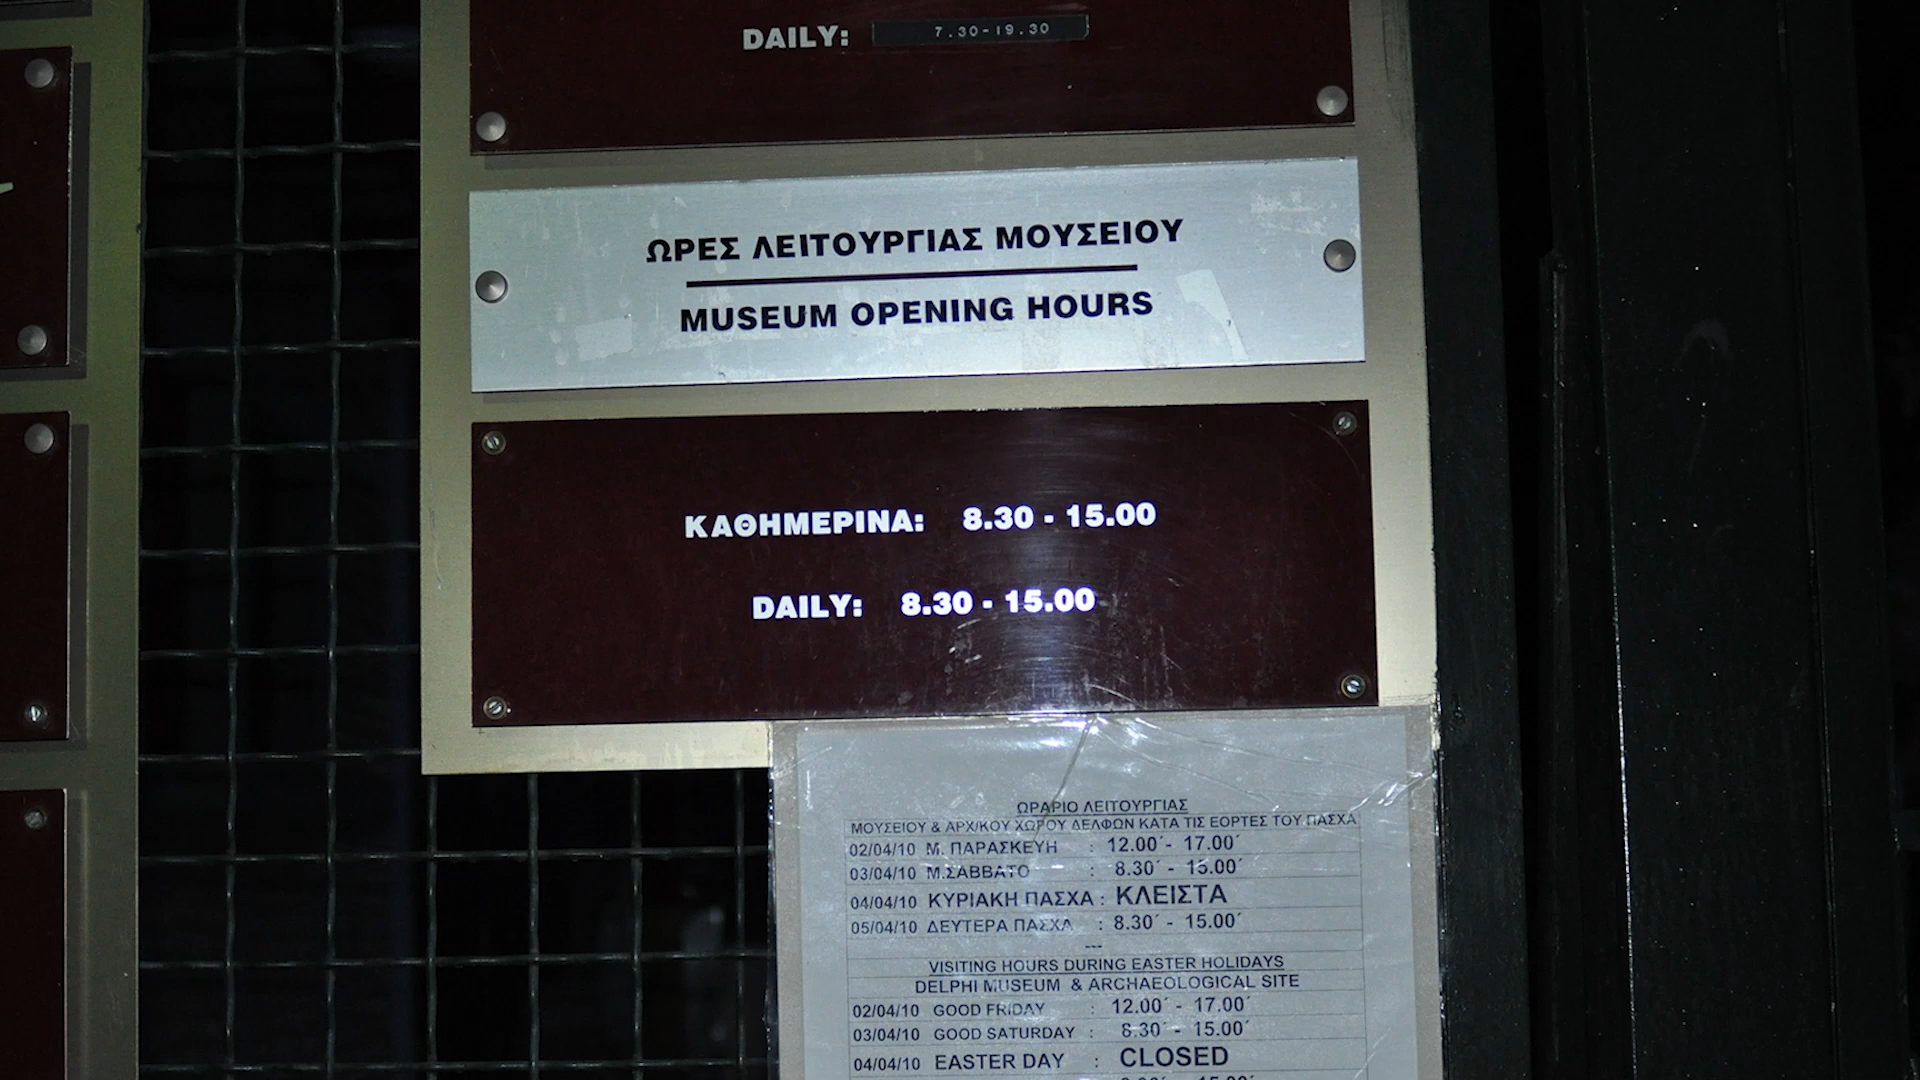 DAILY: 7.30-19.30
ΩΡΕΣ ΛΕΙΤΟΥΡΓΙΑΣ ΜΟΥΣΕΙΟΥ
MUSEUM OPENING HOURS
ΚΑΘΗΜΕΡΙΝΑ: 8.30 - 15.00
DAILY: 8.30 - 15.00
ΩΡΑΡΙΟ ΛΕΙΤΟΥΡΓΙΑΣ
ΜΟΥΣΕΙΟΥ & ΑΡΧ/ΚΟΥ ΧΩΡΟΥ ΔΕΛΦΩΝ ΚΑΤΑ ΤΙΣ ΕΟΡΤΕΣ ΤΟΥ ΠΑΣΧΑ
02/04/10 Μ. ΠΑΡΑΣΚΕΥΗ : 12.00΄- 17.00΄
03/04/10 Μ.ΣΑΒΒΑΤΟ : 8.30΄ - 15.00΄
04/04/10 ΚΥΡΙΑΚΗ ΠΑΣΧΑ : ΚΛΕΙΣΤΑ
05/04/10 ΔΕΥΤΕΡΑ ΠΑΣΧΑ : 8.30΄ - 15.00΄
---
VISITING HOURS DURING EASTER HOLIDAYS
DELPHI MUSEUM & ARCHAEOLOGICAL SITE
02/04/10 GOOD FRIDAY : 12.00΄ - 17.00΄
03/04/10 GOOD SATURDAY : 8.30΄ - 15.00΄
04/04/10 EASTER DAY : CLOSED